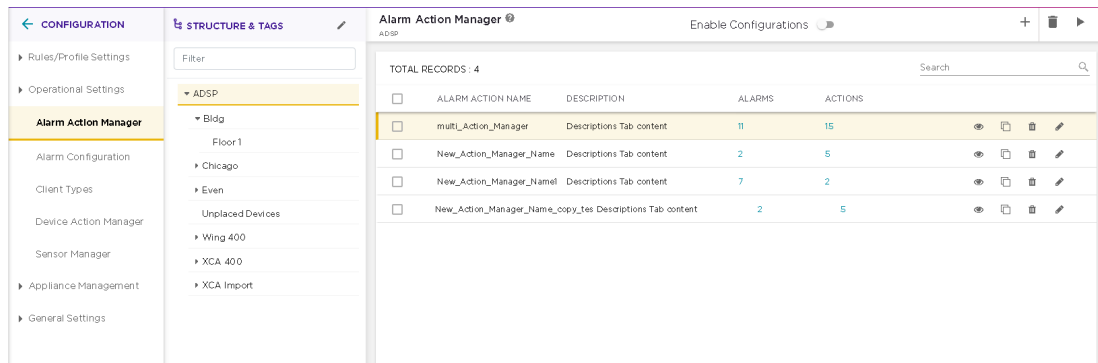 CONFIGURATION
Rules/Profile Settings
Operational Settings
Alarm Action Manager
Alarm Configuration
Client Types
Device Action Manager
Sensor Manager
Appliance Management
General Settings
STRUCTURE & TAGS
Filter
ADSP
Bldg
Floor 1
Chicago
Even
Unplaced Devices
Wing 400
XCA 400
XCA Import
Alarm Action Manager
ADSP
Enable Configurations
TOTAL RECORDS : 4
Search
ALARM ACTION NAME DESCRIPTION ALARMS ACTIONS
multi_Action_Manager Descriptions Tab content 11 15
New_Action_Manager_Name Descriptions Tab content 2 5
New_Action_Manager_Name1 Descriptions Tab content 7 2
New_Action_Manager_Name_copy_tes Descriptions Tab content 2 5